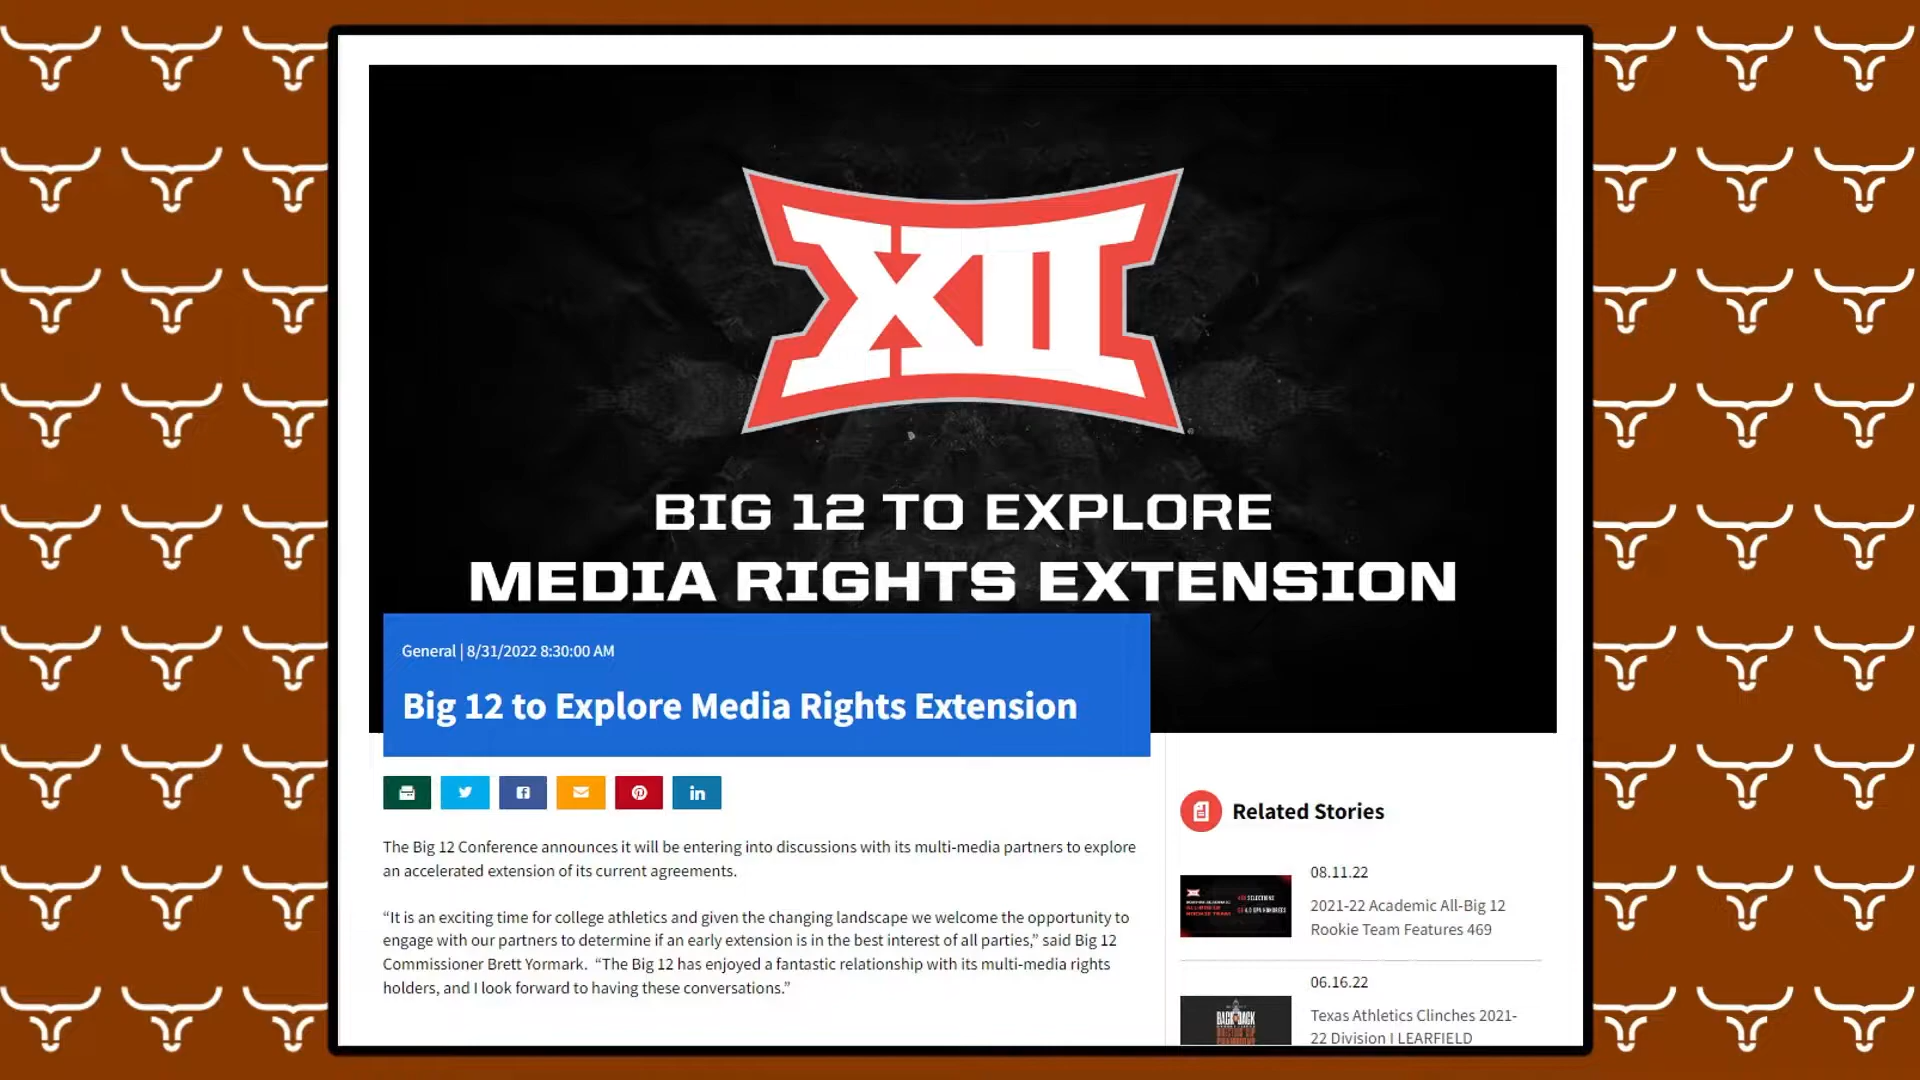 XII
BIG 12 TO EXPLORE
MEDIA RIGHTS EXTENSION
General | 8/31/2022 8:30:00 AM
Big 12 to Explore Media Rights Extension
The Big 12 Conference announces it will be entering into discussions with its multi-media partners to explore
an accelerated extension of its current agreements.
“It is an exciting time for college athletics and given the changing landscape we welcome the opportunity to
engage with our partners to determine if an early extension is in the best interest of all parties,” said Big 12
Commissioner Brett Yormark.  “The Big 12 has enjoyed a fantastic relationship with its multi-media rights
holders, and I look forward to having these conversations.”
Related Stories
08.11.22
2021-22 Academic All-Big 12
Rookie Team Features 469
06.16.22
Texas Athletics Clinches 2021-
22 Division I LEARFIELD